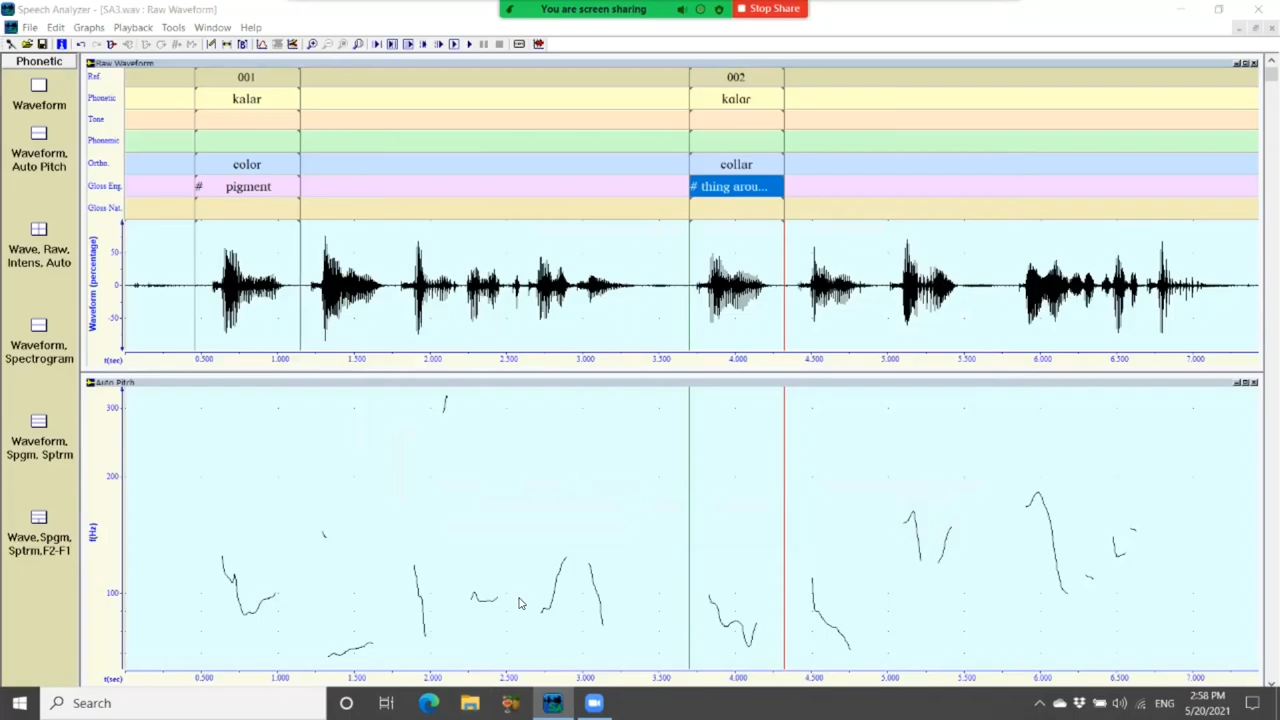 Speech Analyzer - [SA3.wav : Raw Waveform]
You are screen sharing
Stop Share
File Edit Graphs Playback Tools Window Help
Phonetic
Waveform
Waveform,
Auto Pitch
Wave, Raw,
Intens, Auto
Waveform,
Spectrogram
Waveform,
Spgm, Sptrm
Wave,Spgm,
Sptrm,F2-F1
Raw Waveform
Ref. 001 002
Phonetic kalar kalar
Tone
Phonemic
Ortho. color collar
Gloss Eng. # pigment # thing arou...
Gloss Nat.
Waveform (percentage)
50
0
-50
t(sec) 0.500 1.000 1.500 2.000 2.500 3.000 3.500 4.000 4.500 5.000 5.500 6.000 6.500 7.000
Auto Pitch
f(Hz)
300
200
100
t(sec) 0.500 1.000 1.500 2.000 2.500 3.000 3.500 4.000 4.500 5.000 5.500 6.000 6.500 7.000
Search
ENG
2:58 PM
5/20/2021